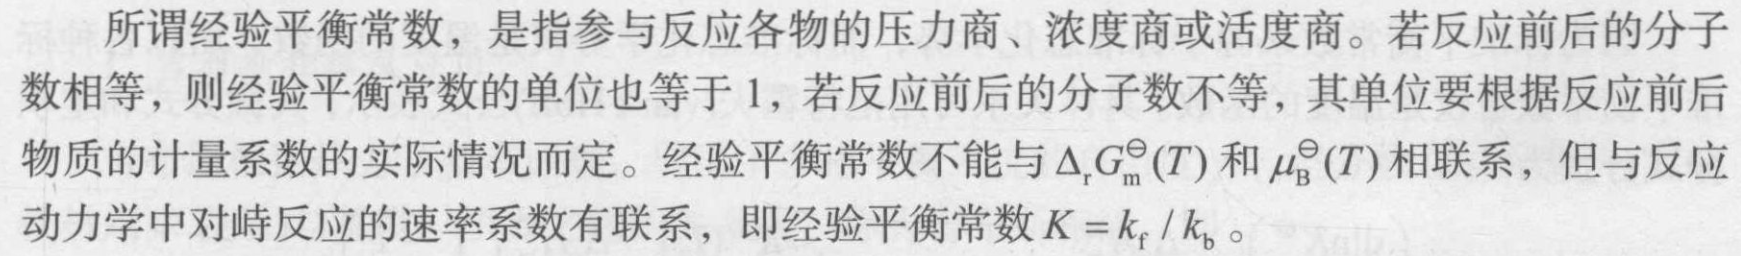 所谓经验平衡常数，是指参与反应各物的压力商、浓度商或活度商。若反应前后的分子
数相等，则经验平衡常数的单位也等于 1，若反应前后的分子数不等，其单位要根据反应前后
物质的计量系数的实际情况而定。经验平衡常数不能与 ΔᵣGₘ^⊖(T) 和 μ_B^⊖(T) 相联系，但与反应
动力学中对峙反应的速率系数有联系，即经验平衡常数 K = k_f / k_b。